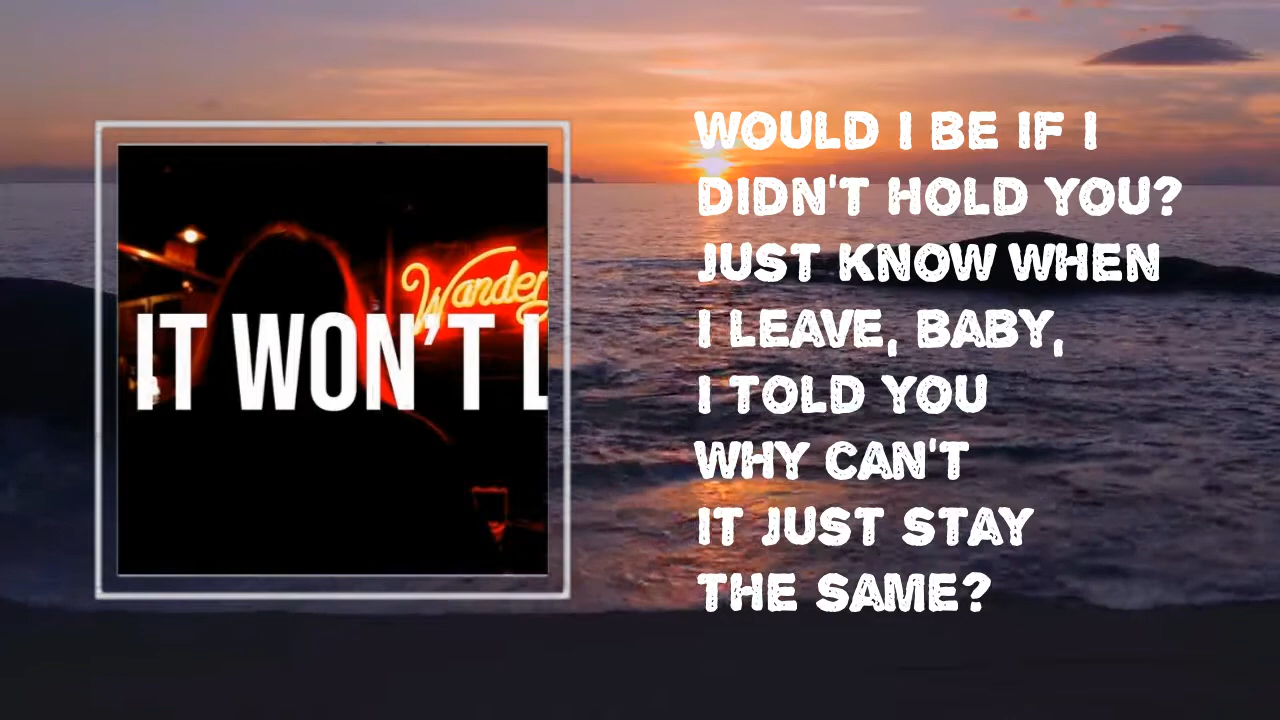 Wander
IT WON'T L
WOULD I BE IF I
DIDN'T HOLD YOU?
JUST KNOW WHEN
I LEAVE, BABY,
I TOLD YOU
WHY CAN'T
IT JUST STAY
THE SAME?